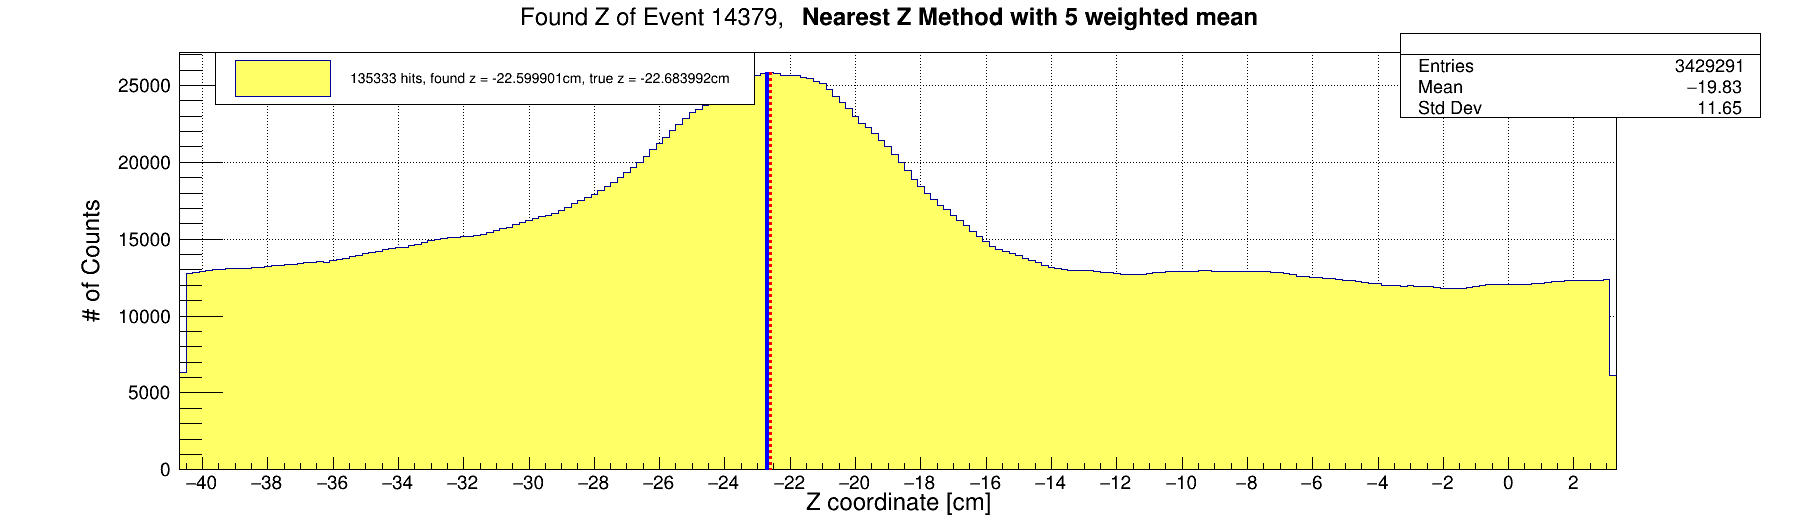 Found Z of Event 14379, Nearest Z Method with 5 weighted mean
135333 hits, found z = -22.599901cm, true z = -22.683992cm
Entries 3429291
Mean −19.83
Std Dev 11.65
# of Counts
25000
20000
15000
10000
5000
0
−40 −38 −36 −34 −32 −30 −28 −26 −24 −22 −20 −18 −16 −14 −12 −10 −8 −6 −4 −2 0 2
Z coordinate [cm]